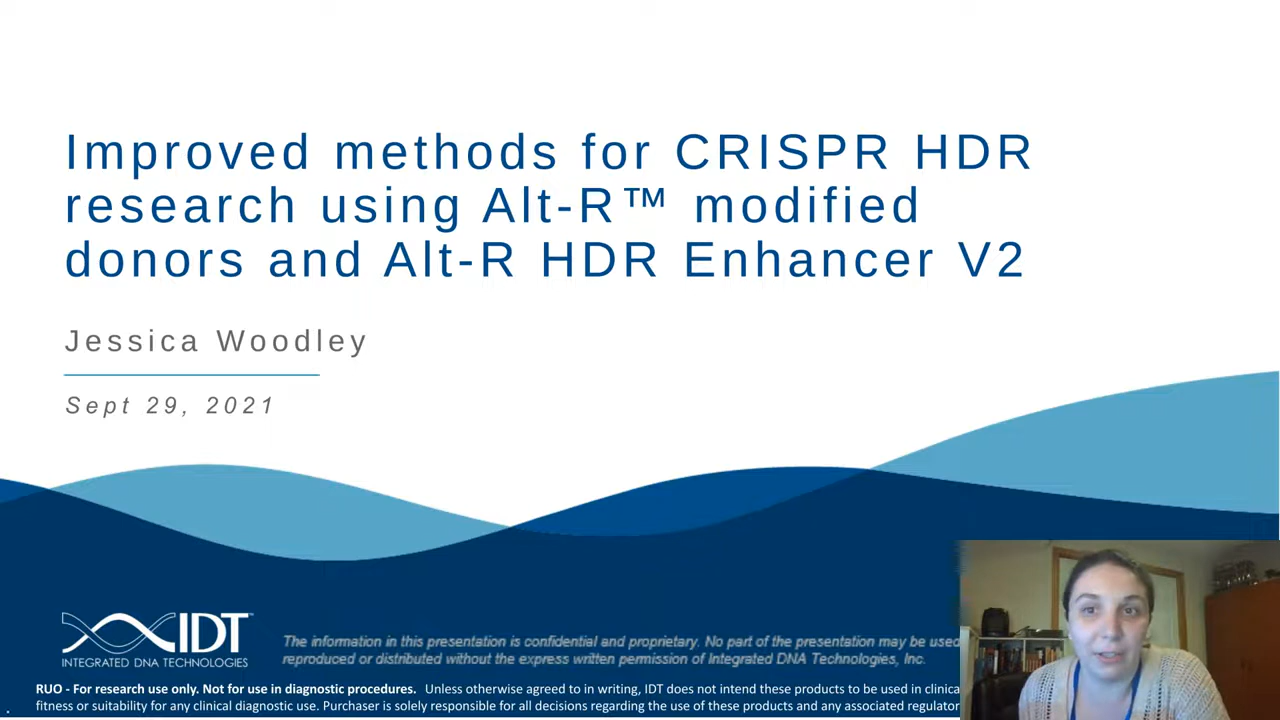 Improved methods for CRISPR HDR
research using Alt-R™ modified
donors and Alt-R HDR Enhancer V2
Jessica Woodley
Sept 29, 2021
IDT™
INTEGRATED DNA TECHNOLOGIES
The information in this presentation is confidential and proprietary. No part of the presentation may be used
reproduced or distributed without the express written permission of Integrated DNA Technologies, Inc.
RUO - For research use only. Not for use in diagnostic procedures. Unless otherwise agreed to in writing, IDT does not intend these products to be used in clinica
fitness or suitability for any clinical diagnostic use. Purchaser is solely responsible for all decisions regarding the use of these products and any associated regulator